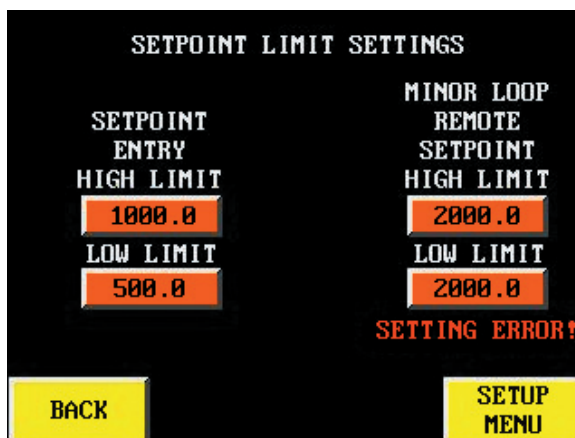 SETPOINT LIMIT SETTINGS
SETPOINT
ENTRY
HIGH LIMIT
1000.0
LOW LIMIT
500.0
MINOR LOOP
REMOTE
SETPOINT
HIGH LIMIT
2000.0
LOW LIMIT
2000.0
SETTING ERROR!
BACK
SETUP
MENU